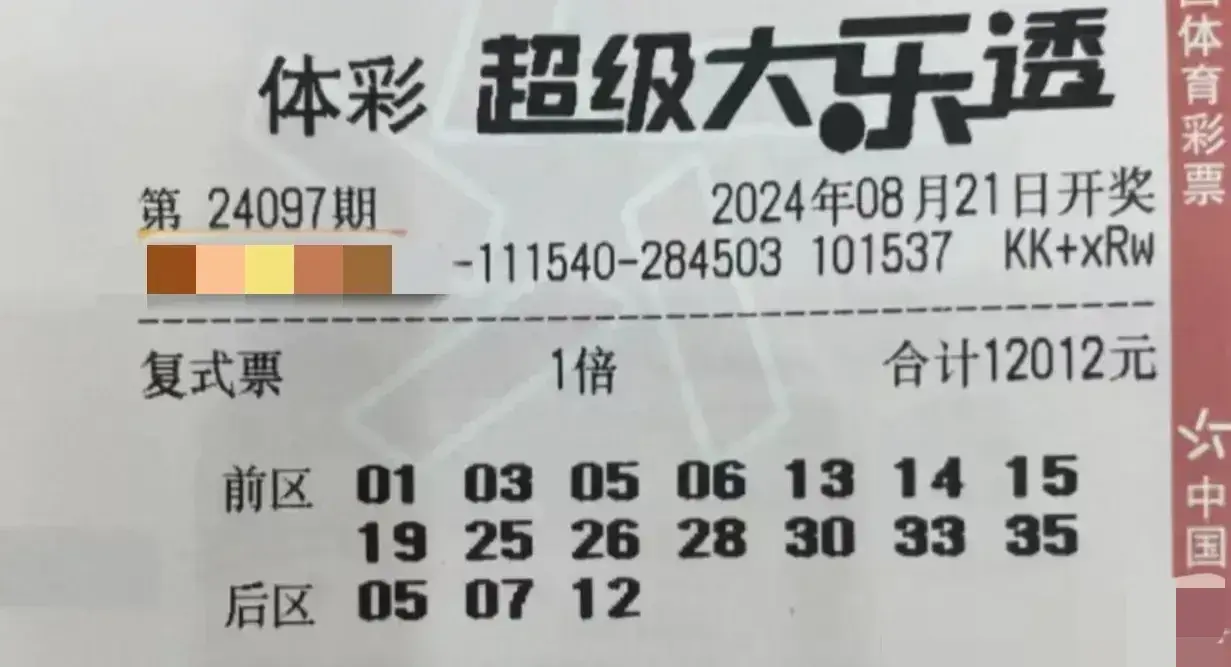 体彩 超级大乐透
第 24097期 2024年08月21日开奖
-111540-284503 101537 KK+xRw
复式票 1倍 合计12012元
前区 01 03 05 06 13 14 15
19 25 26 28 30 33 35
后区 05 07 12
体育彩票
中国